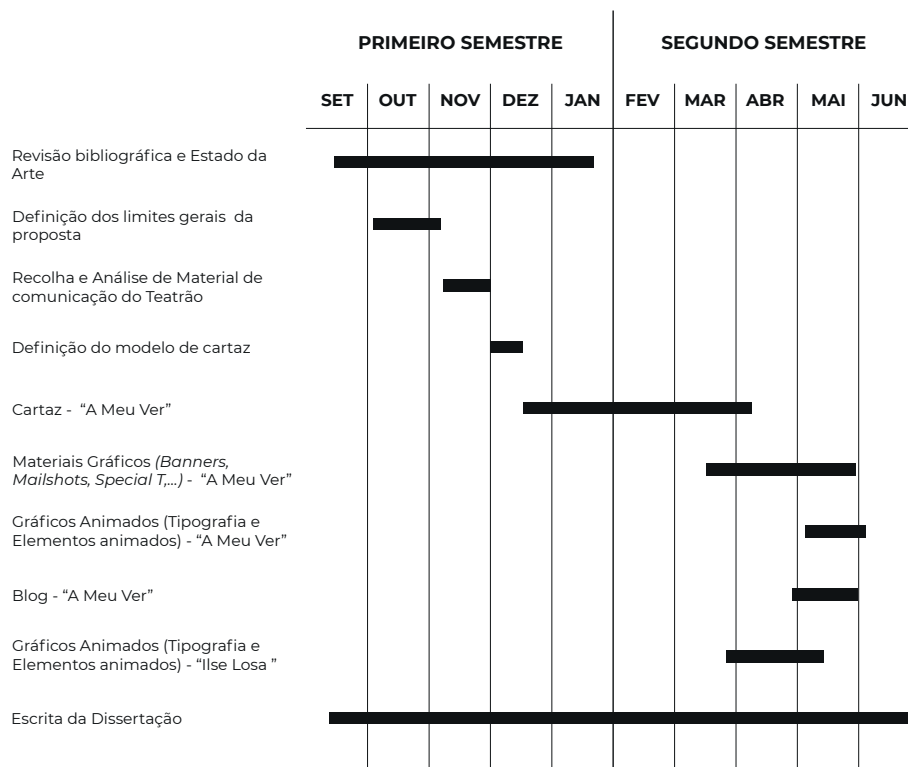 PRIMEIRO SEMESTRE
SEGUNDO SEMESTRE
SET OUT NOV DEZ JAN FEV MAR ABR MAI JUN
Revisão bibliográfica e Estado da
Arte
Definição dos limites gerais da
proposta
Recolha e Análise de Material de
comunicação do Teatrão
Definição do modelo de cartaz
Cartaz - “A Meu Ver”
Materiais Gráficos (Banners,
Mailshots, Special T,...) - “A Meu Ver”
Gráficos Animados (Tipografia e
Elementos animados) - “A Meu Ver”
Blog - “A Meu Ver”
Gráficos Animados (Tipografia e
Elementos animados) - “Ilse Losa ”
Escrita da Dissertação